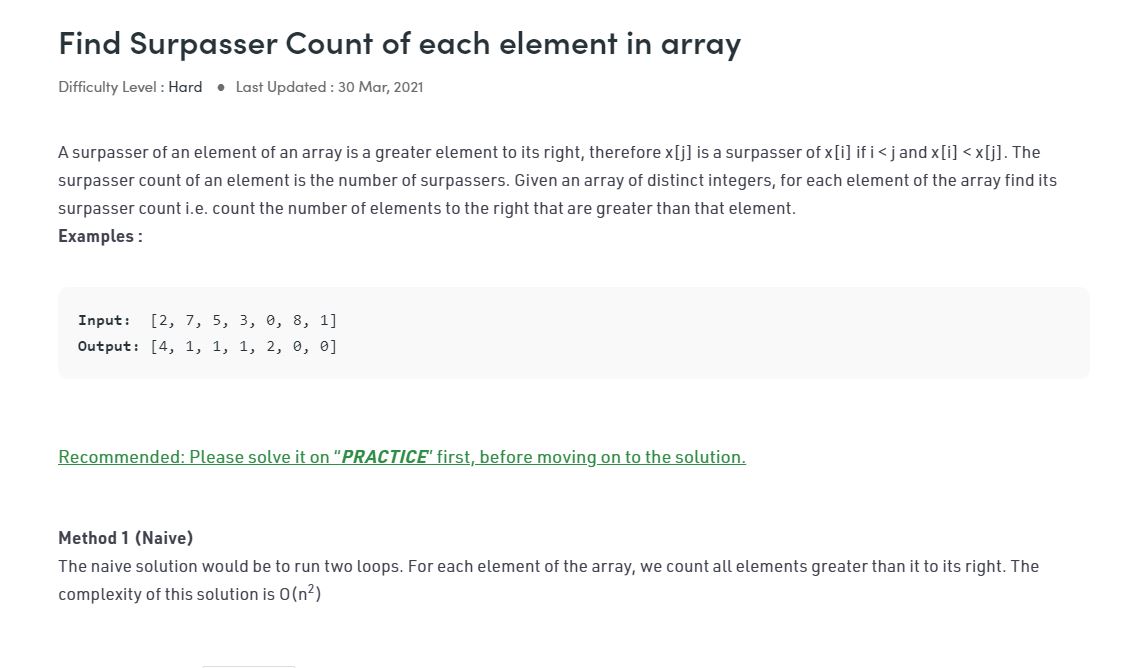 Find Surpasser Count of each element in array
Difficulty Level : Hard ● Last Updated : 30 Mar, 2021
A surpasser of an element of an array is a greater element to its right, therefore x[j] is a surpasser of x[i] if i < j and x[i] < x[j]. The
surpasser count of an element is the number of surpassers. Given an array of distinct integers, for each element of the array find its
surpasser count i.e. count the number of elements to the right that are greater than that element.
Examples :
Input:  [2, 7, 5, 3, 0, 8, 1]
Output: [4, 1, 1, 1, 2, 0, 0]
Recommended: Please solve it on “PRACTICE” first, before moving on to the solution.
Method 1 (Naive)
The naive solution would be to run two loops. For each element of the array, we count all elements greater than it to its right. The
complexity of this solution is O(n²)